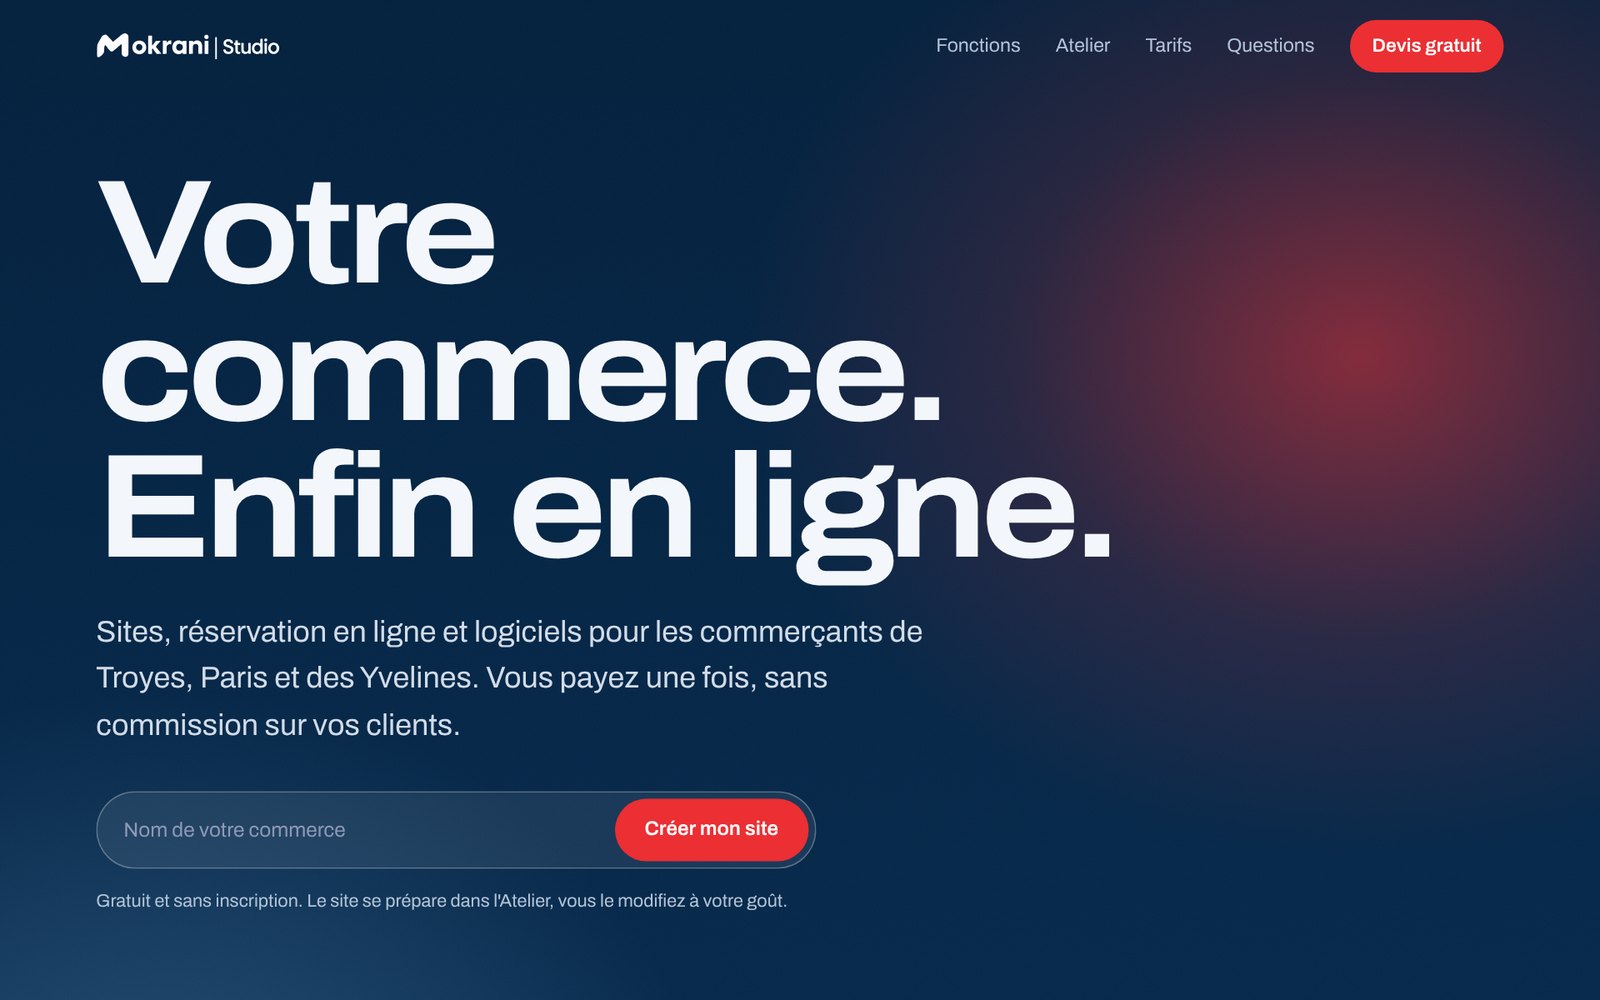 Mokrani | Studio
Fonctions
Atelier
Tarifs
Questions
Devis gratuit
Votre
commerce.
Enfin en ligne.
Sites, réservation en ligne et logiciels pour les commerçants de
Troyes, Paris et des Yvelines. Vous payez une fois, sans
commission sur vos clients.
Nom de votre commerce
Créer mon site
Gratuit et sans inscription. Le site se prépare dans l'Atelier, vous le modifiez à votre goût.